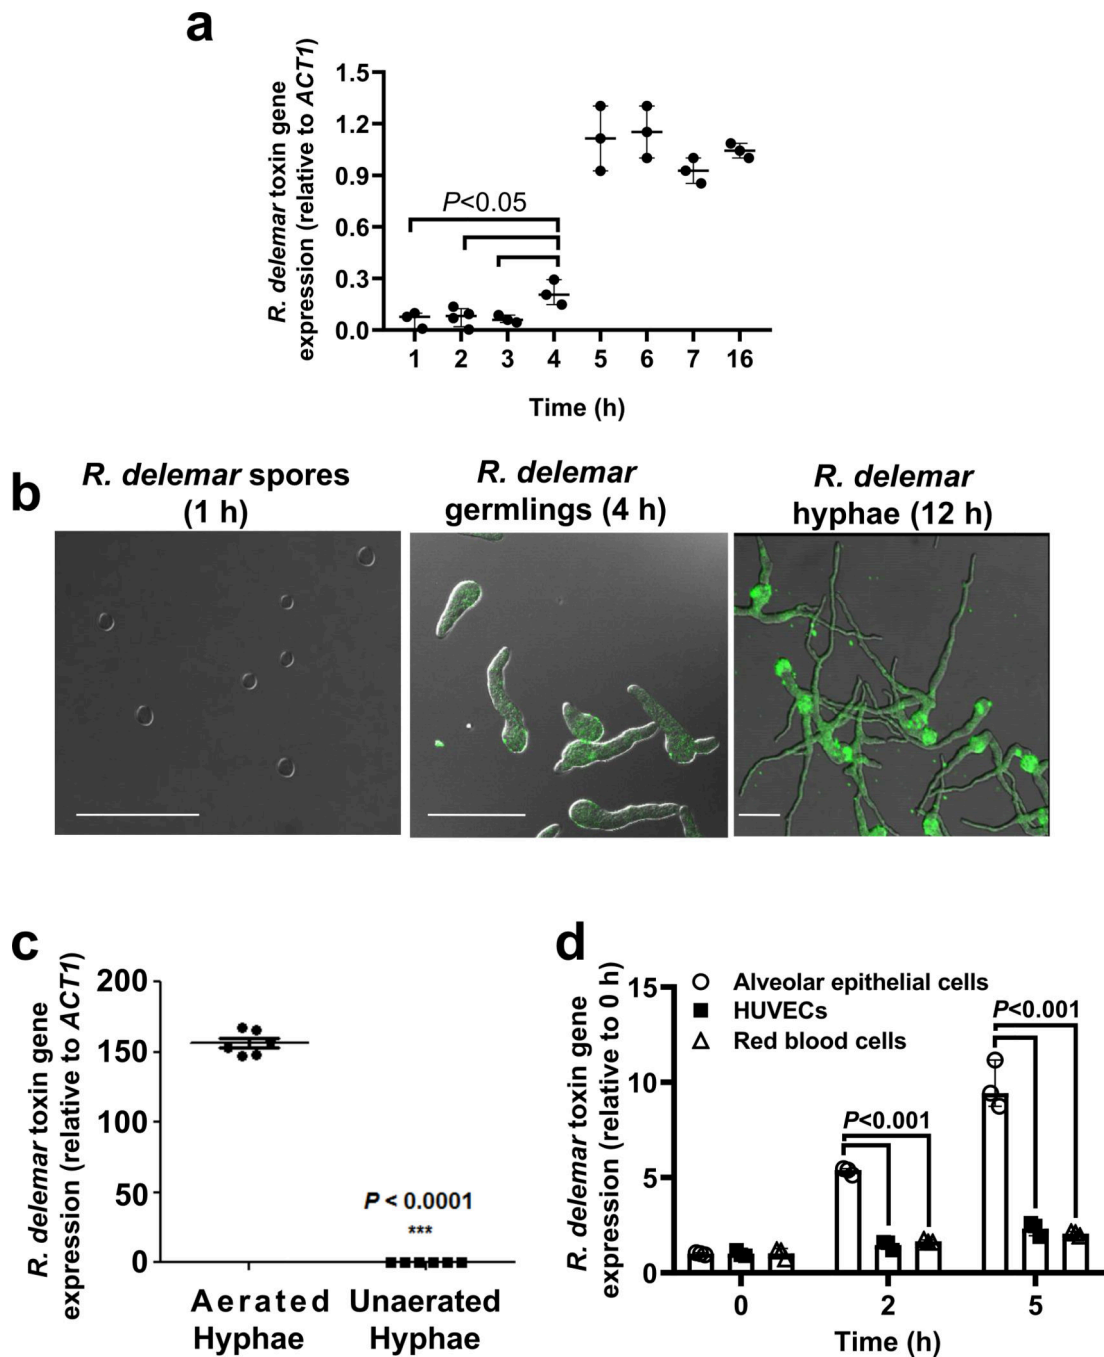 a
R. delemar toxin gene
expression (relative to ACT1)
1.5
1.2
0.9
0.6
0.3
0.0
P<0.05
1 2 3 4 5 6 7 16
Time (h)
b
R. delemar spores
(1 h)
R. delemar
germlings (4 h)
R. delemar
hyphae (12 h)
c
R. delemar toxin gene
expression (relative to ACT1)
200
150
100
50
0
P < 0.0001
***
Aerated
Hyphae
Unaerated
Hyphae
d
R. delemar toxin gene
expression (relative to 0 h)
15
10
5
0
Alveolar epithelial cells
HUVECs
Red blood cells
P<0.001
P<0.001
0 2 5
Time (h)